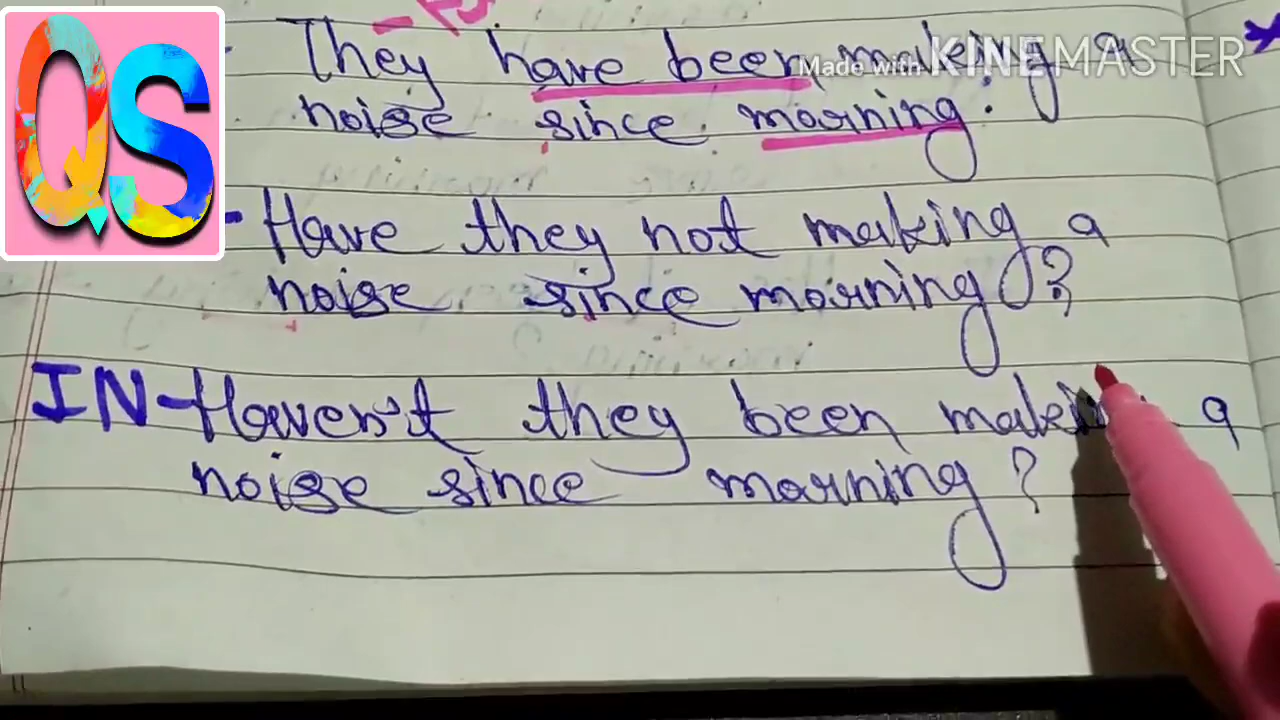 They have been making a
noise since morning.
- Have they not making a
noise since morning?
IN - Haven't they been making a
noise since morning?
QS
Made with KINEMASTER